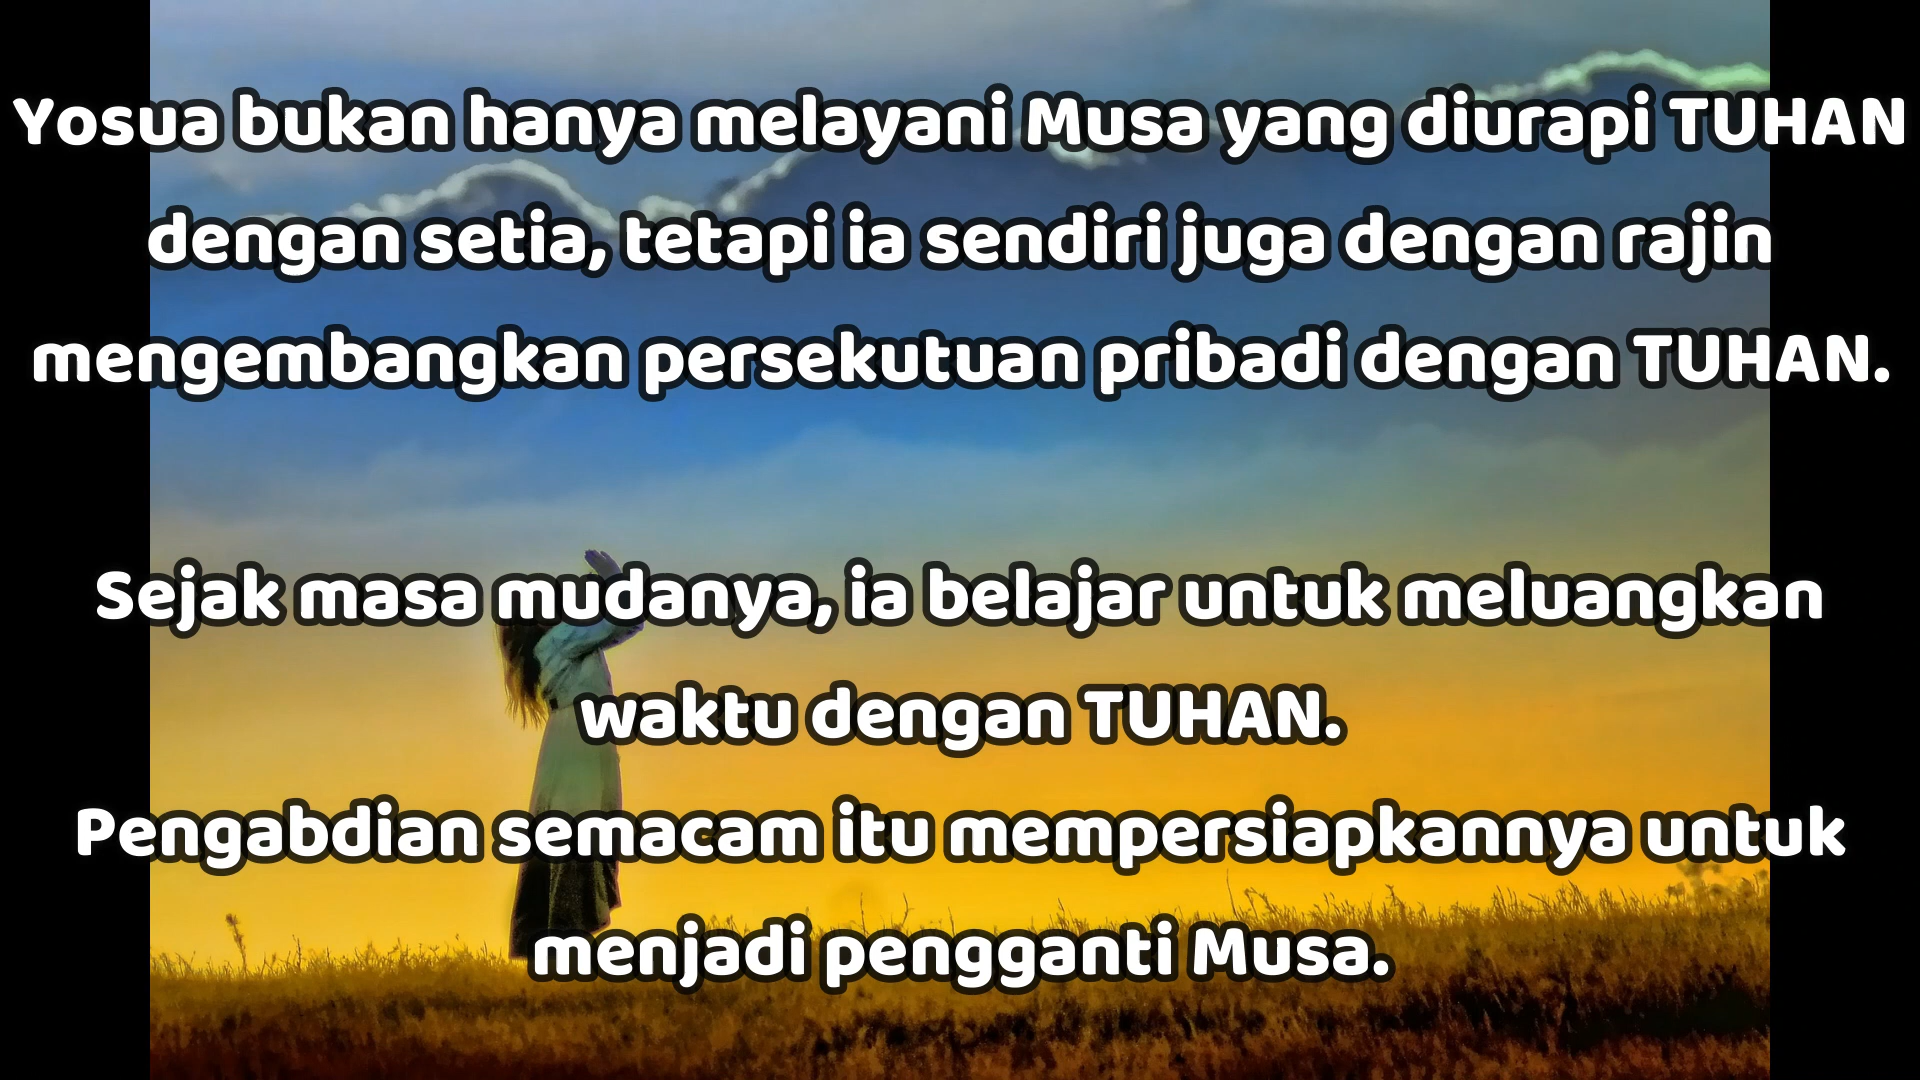 Yosua bukan hanya melayani Musa yang diurapi TUHAN
dengan setia, tetapi ia sendiri juga dengan rajin
mengembangkan persekutuan pribadi dengan TUHAN.
Sejak masa mudanya, ia belajar untuk meluangkan
waktu dengan TUHAN.
Pengabdian semacam itu mempersiapkannya untuk
menjadi pengganti Musa.